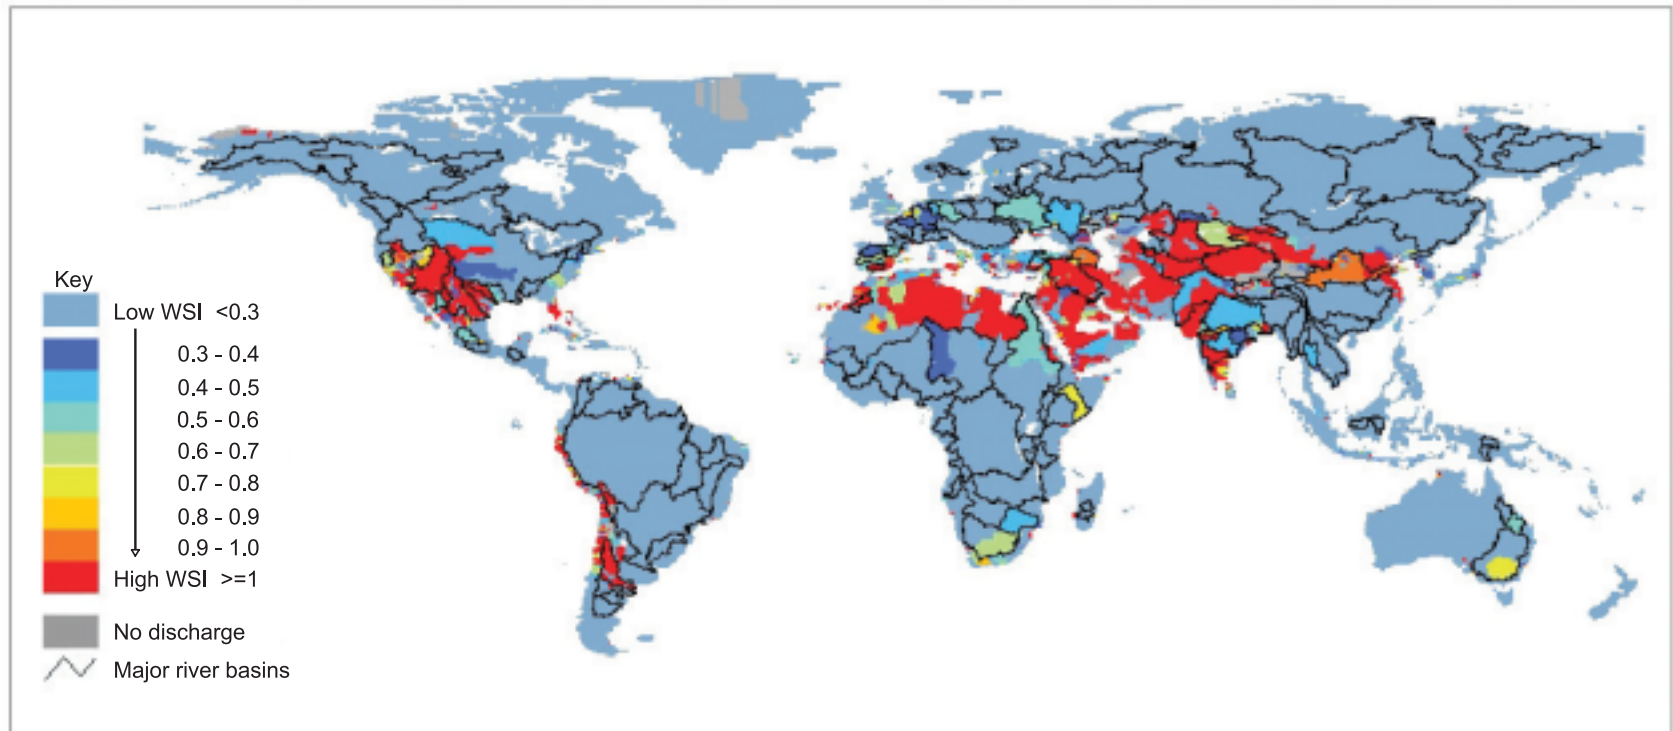 Key
Low WSI <0.3
0.3 - 0.4
0.4 - 0.5
0.5 - 0.6
0.6 - 0.7
0.7 - 0.8
0.8 - 0.9
0.9 - 1.0
High WSI >=1
No discharge
Major river basins